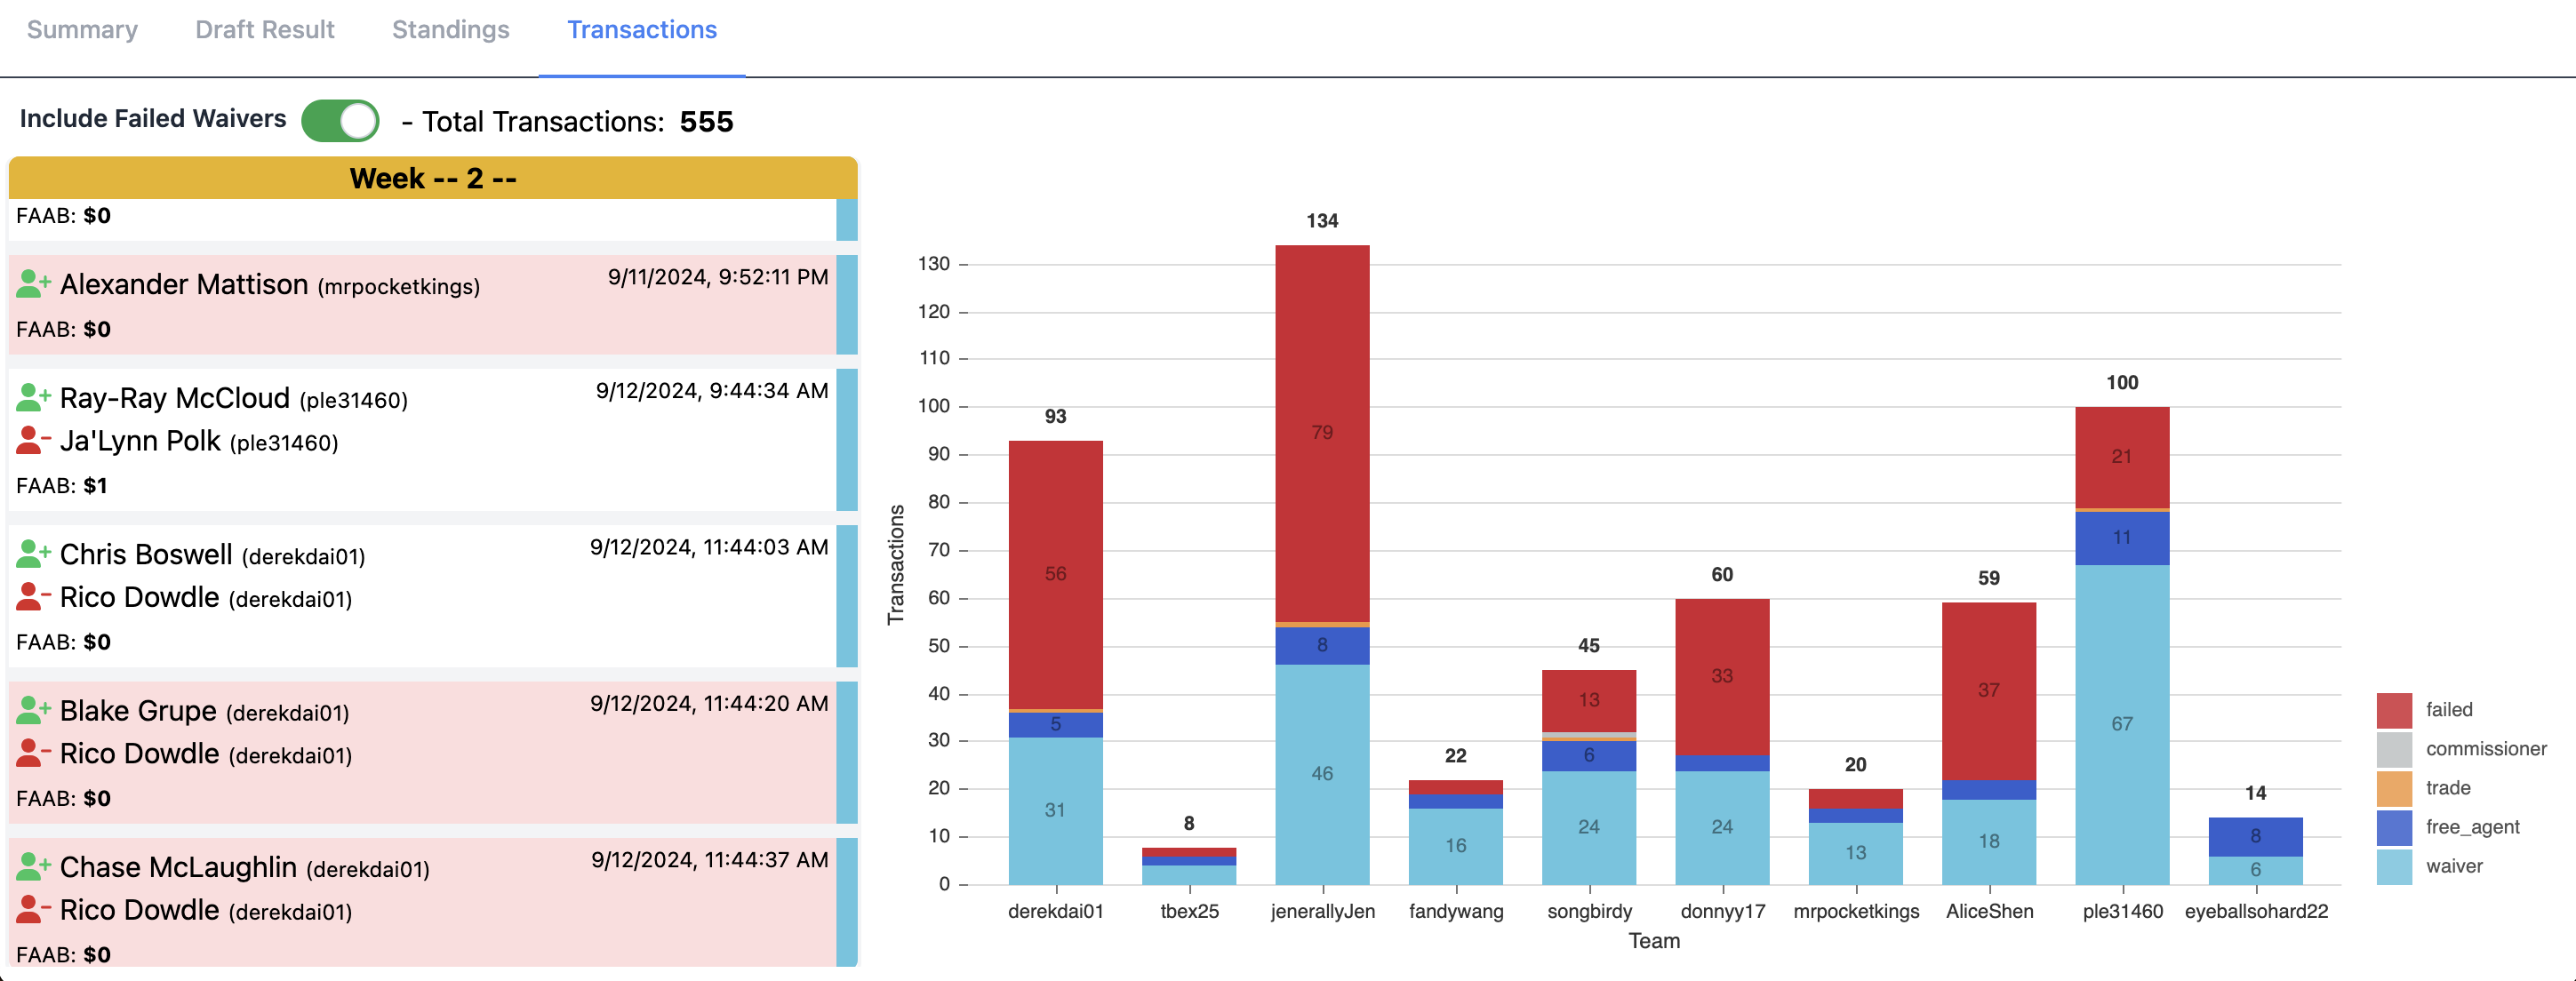 Summary Draft Result Standings Transactions
Include Failed Waivers - Total Transactions: 555
Week -- 2 --
FAAB: $0
Alexander Mattison (mrpocketkings) 9/11/2024, 9:52:11 PM
FAAB: $0
Ray-Ray McCloud (ple31460) 9/12/2024, 9:44:34 AM
Ja'Lynn Polk (ple31460)
FAAB: $1
Chris Boswell (derekdai01) 9/12/2024, 11:44:03 AM
Rico Dowdle (derekdai01)
FAAB: $0
Blake Grupe (derekdai01) 9/12/2024, 11:44:20 AM
Rico Dowdle (derekdai01)
FAAB: $0
Chase McLaughlin (derekdai01) 9/12/2024, 11:44:37 AM
Rico Dowdle (derekdai01)
FAAB: $0
Transactions
130
120
110
100
90
80
70
60
50
40
30
20
10
0
93
56
5
31
8
134
79
8
46
22
16
45
13
6
24
60
33
24
20
13
59
37
18
100
21
11
67
14
8
6
derekdai01 tbex25 jenerallyJen fandywang songbirdy donnyy17 mrpocketkings AliceShen ple31460 eyeballsohard22
Team
failed
commissioner
trade
free_agent
waiver